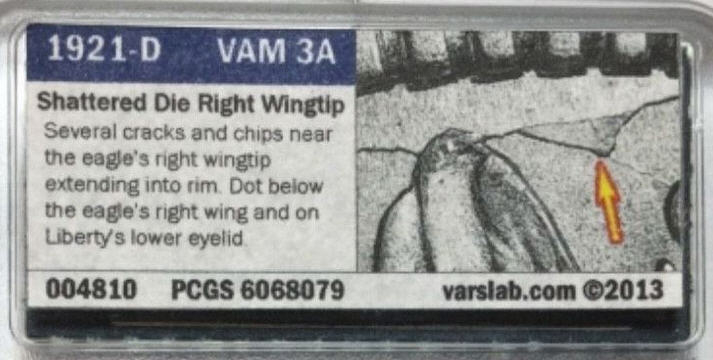 1921-D VAM 3A
Shattered Die Right Wingtip
Several cracks and chips near
the eagle's right wingtip
extending into rim. Dot below
the eagle's right wing and on
Liberty's lower eyelid
004810 PCGS 6068079 varslab.com ©2013